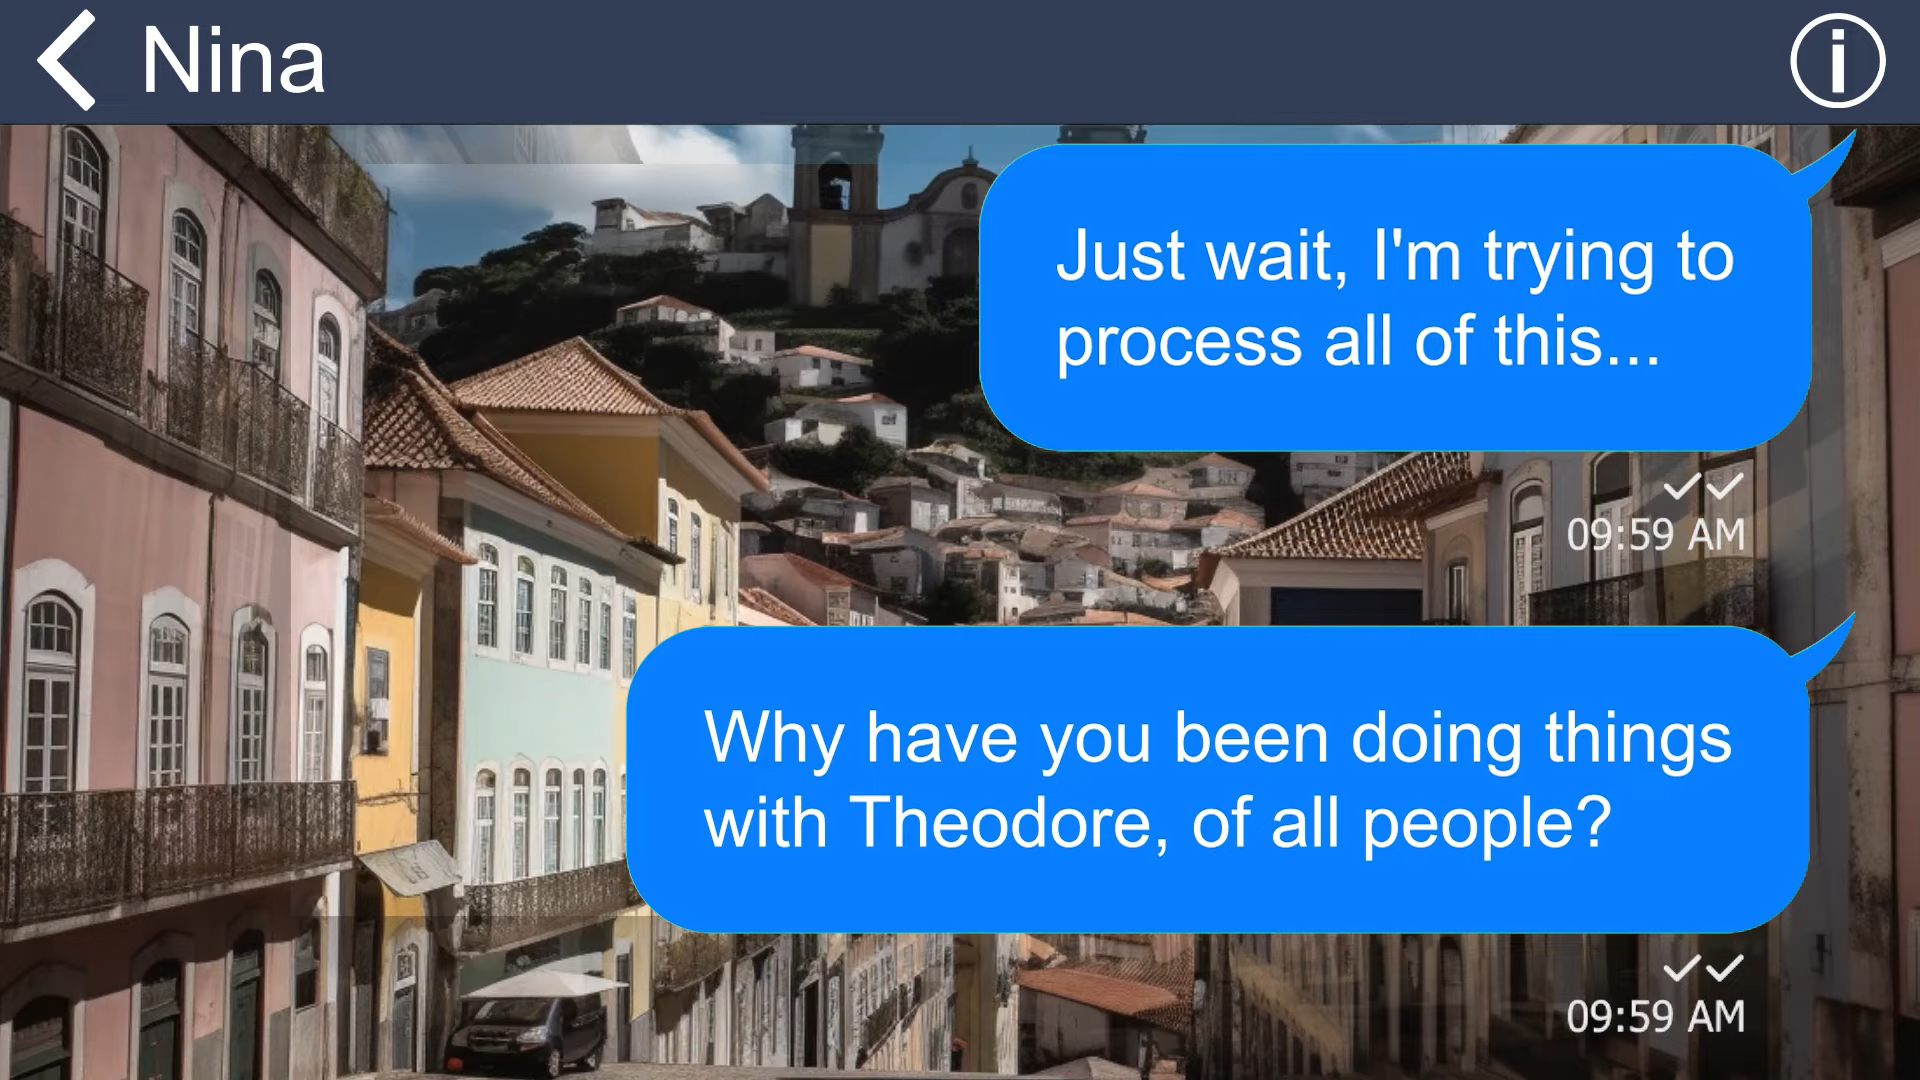 Nina
Just wait, I'm trying to
process all of this...
09:59 AM
Why have you been doing things
with Theodore, of all people?
09:59 AM